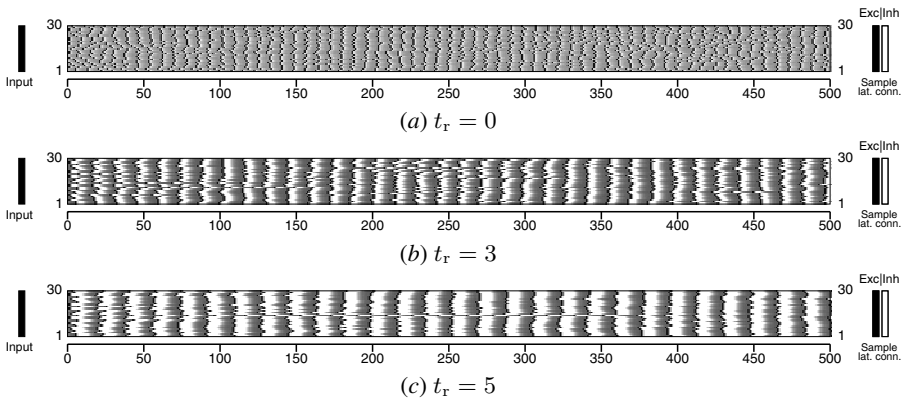 Exc|Inh
30 30
1 1
Input
Sample
lat. conn.
0 50 100 150 200 250 300 350 400 450 500
(a) t_r = 0
Exc|Inh
30 30
1 1
Input
Sample
lat. conn.
0 50 100 150 200 250 300 350 400 450 500
(b) t_r = 3
Exc|Inh
30 30
1 1
Input
Sample
lat. conn.
0 50 100 150 200 250 300 350 400 450 500
(c) t_r = 5